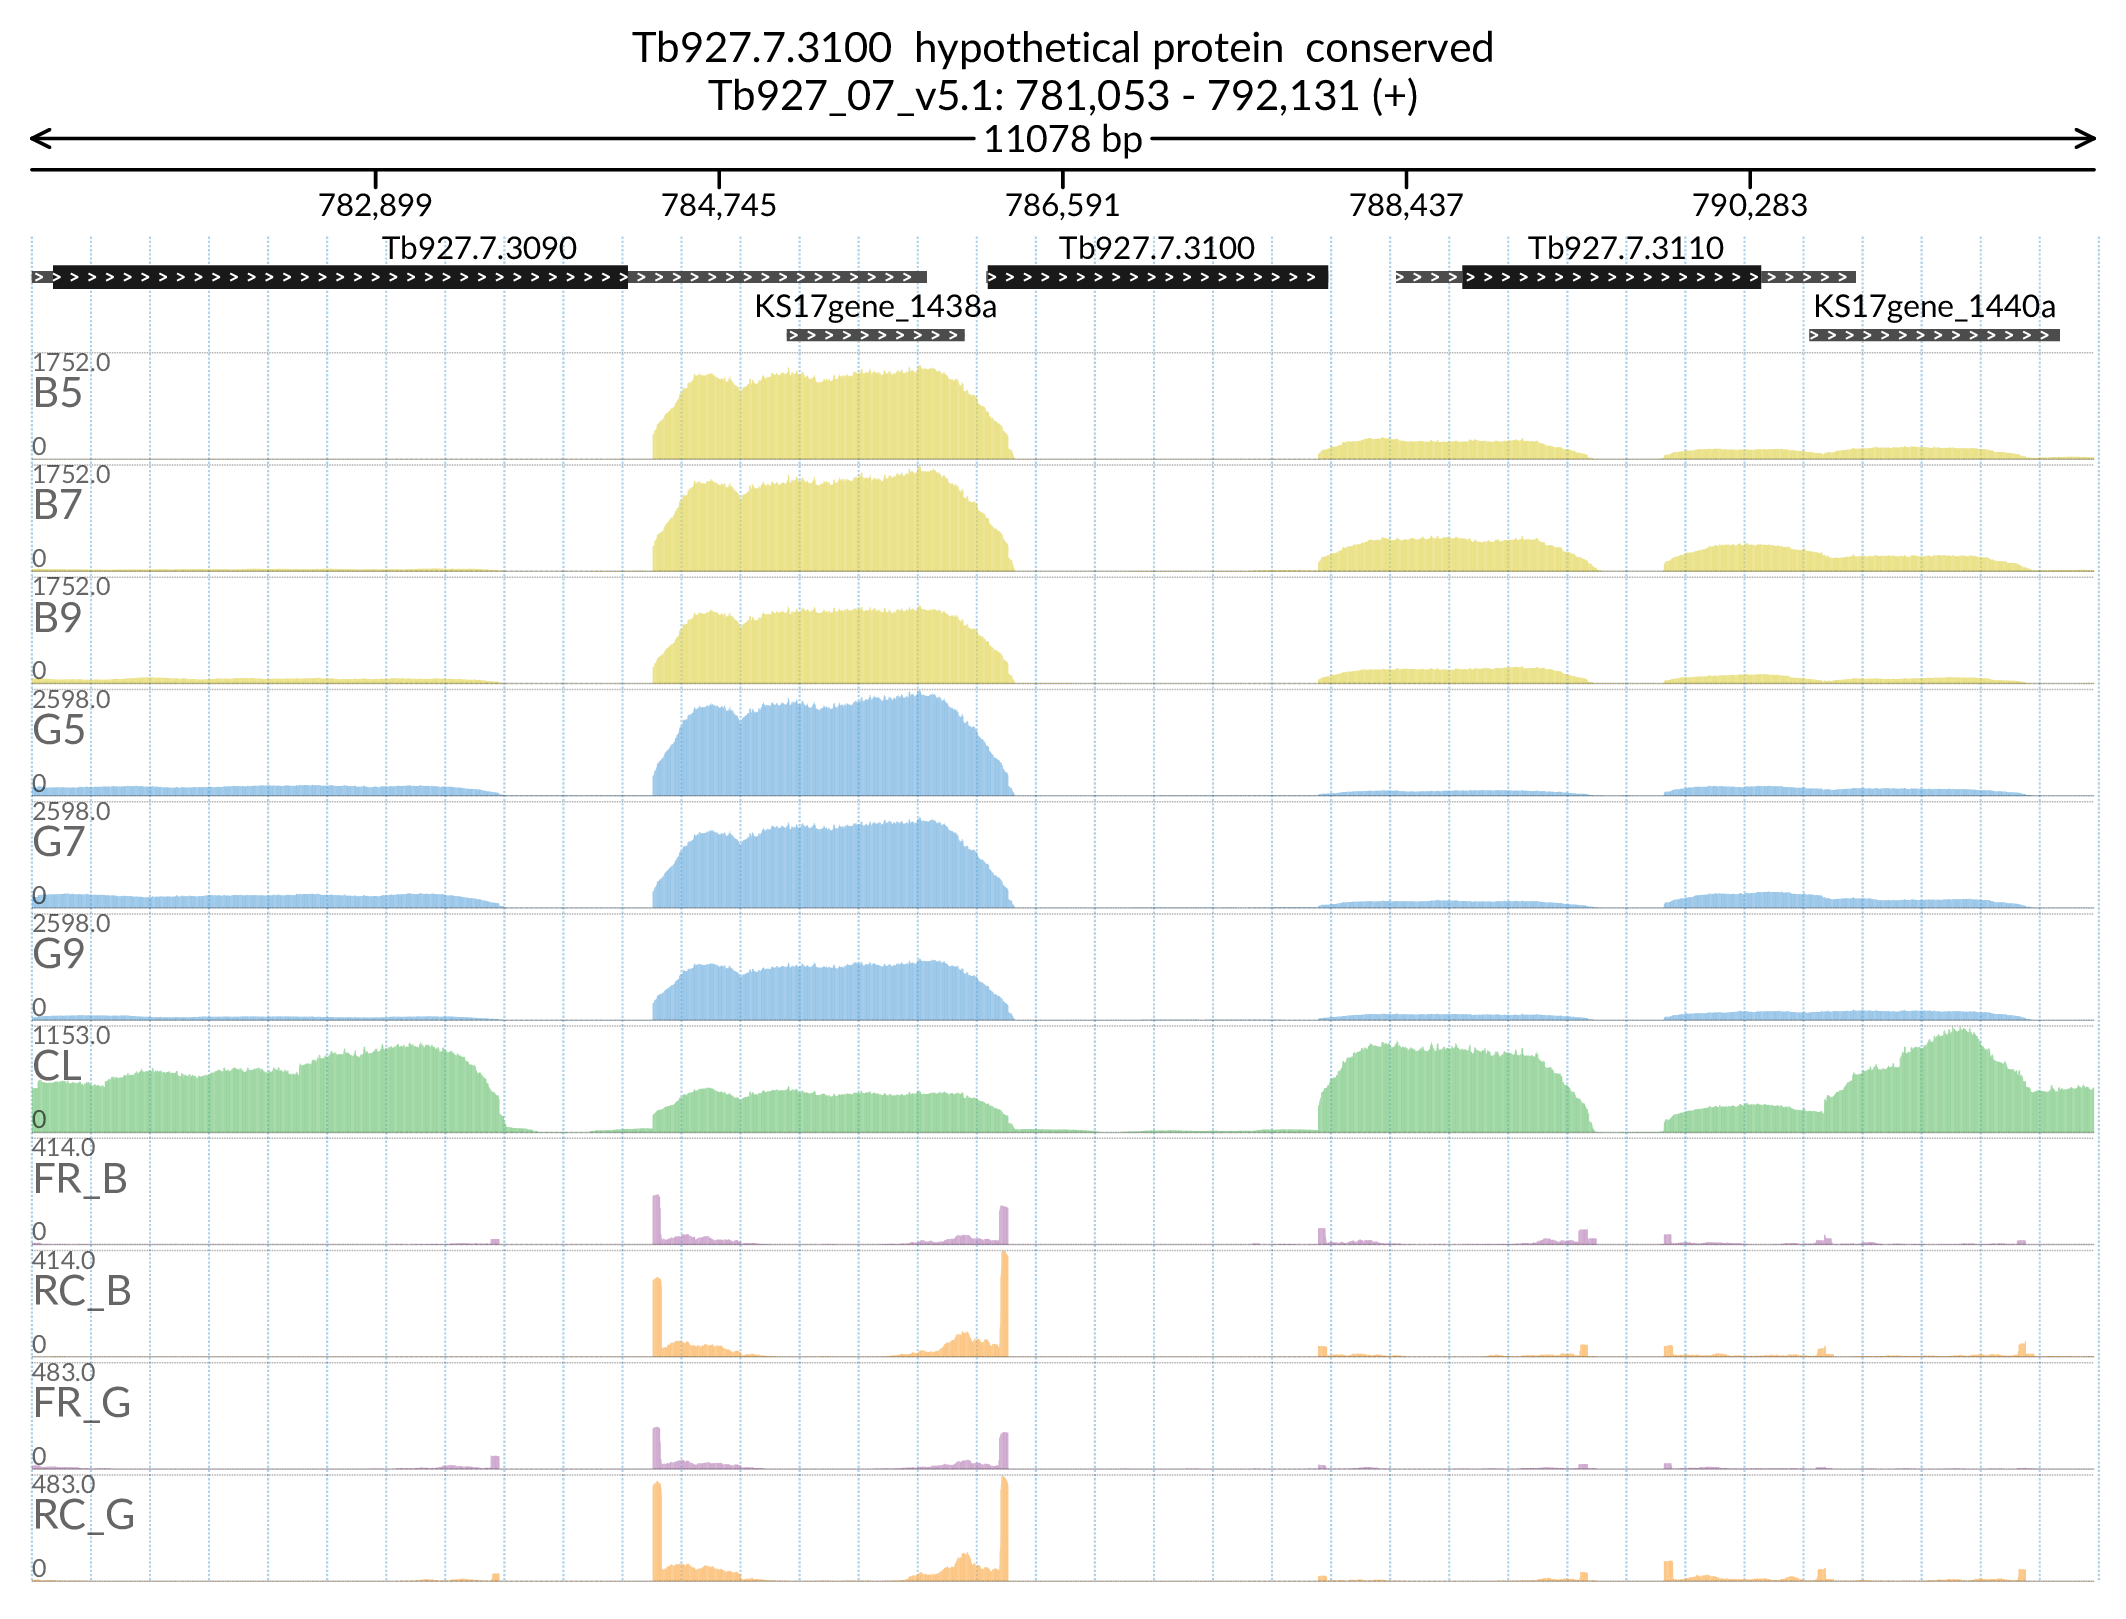 Tb927.7.3100  hypothetical protein  conserved
Tb927_07_v5.1: 781,053 - 792,131 (+)
11078 bp
782,899 784,745 786,591 788,437 790,283
Tb927.7.3090 Tb927.7.3100 Tb927.7.3110
KS17gene_1438a KS17gene_1440a
1752.0
B5
0
1752.0
B7
0
1752.0
B9
0
2598.0
G5
0
2598.0
G7
0
2598.0
G9
0
1153.0
CL
0
414.0
FR_B
0
414.0
RC_B
0
483.0
FR_G
0
483.0
RC_G
0